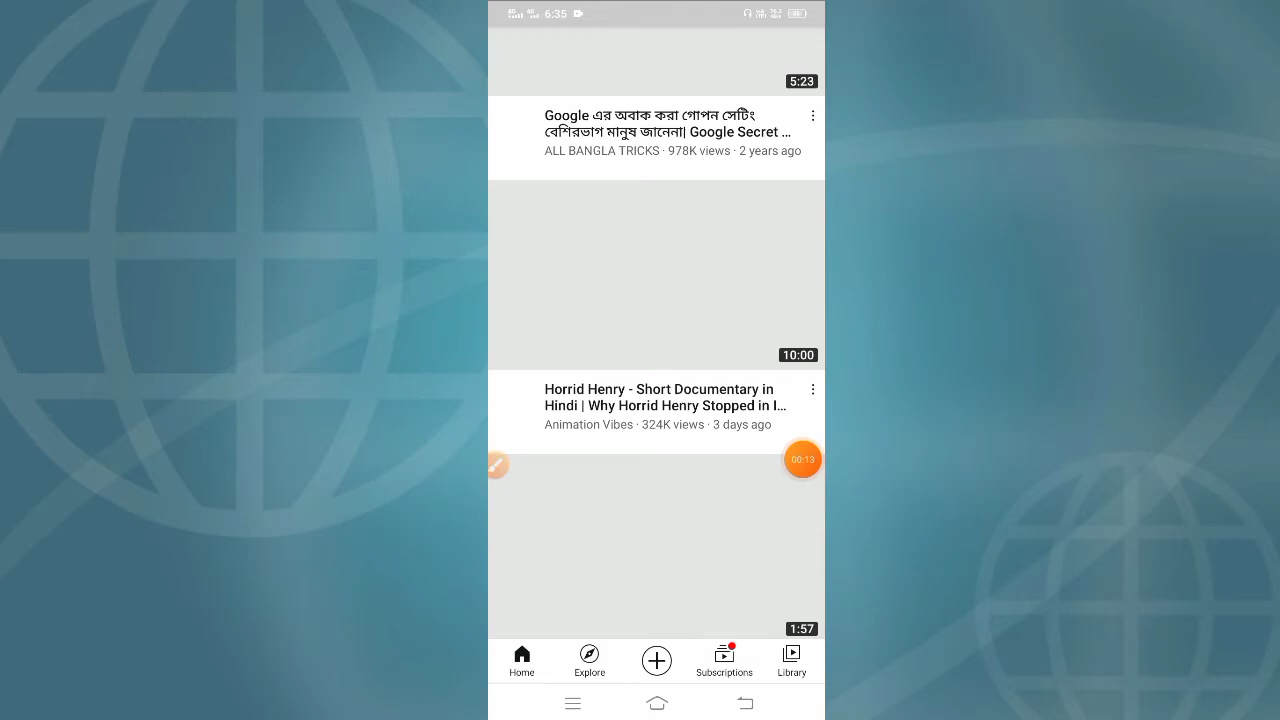 6:35
5:23
Google এর অবাক করা গোপন সেটিং
বেশিরভাগ মানুষ জানেনা| Google Secret ...
ALL BANGLA TRICKS · 978K views · 2 years ago
10:00
Horrid Henry - Short Documentary in
Hindi | Why Horrid Henry Stopped in I...
Animation Vibes · 324K views · 3 days ago
00:13
1:57
Home
Explore
Subscriptions
Library